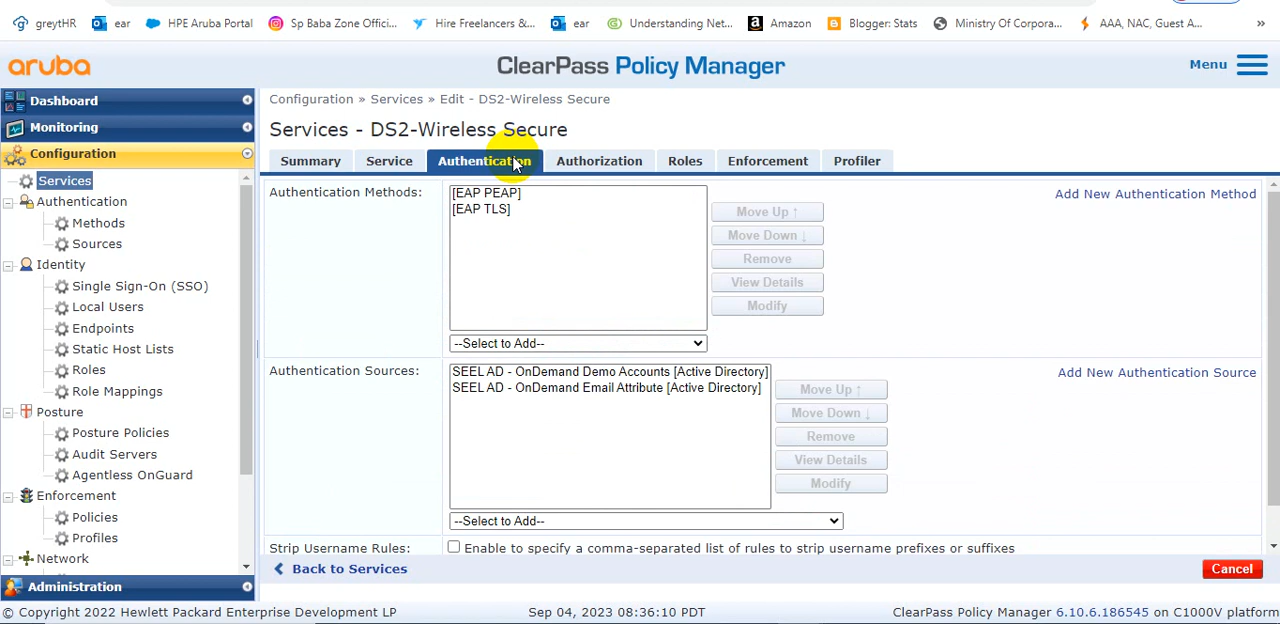 greytHR ear HPE Aruba Portal Sp Baba Zone Offici... Hire Freelancers &... ear Understanding Net... Amazon Blogger: Stats Ministry Of Corpora... AAA, NAC, Guest A... »
aruba ClearPass Policy Manager Menu
Dashboard
Monitoring
Configuration
Services
Authentication
Methods
Sources
Identity
Single Sign-On (SSO)
Local Users
Endpoints
Static Host Lists
Roles
Role Mappings
Posture
Posture Policies
Audit Servers
Agentless OnGuard
Enforcement
Policies
Profiles
Network
Administration
Configuration » Services » Edit - DS2-Wireless Secure
Services - DS2-Wireless Secure
Summary Service Authentication Authorization Roles Enforcement Profiler
Authentication Methods:
[EAP PEAP]
[EAP TLS]
--Select to Add--
Move Up ↑
Move Down ↓
Remove
View Details
Modify
Add New Authentication Method
Authentication Sources:
SEEL AD - OnDemand Demo Accounts [Active Directory]
SEEL AD - OnDemand Email Attribute [Active Directory]
--Select to Add--
Move Up ↑
Move Down ↓
Remove
View Details
Modify
Add New Authentication Source
Strip Username Rules: Enable to specify a comma-separated list of rules to strip username prefixes or suffixes
Back to Services Cancel
© Copyright 2022 Hewlett Packard Enterprise Development LP Sep 04, 2023 08:36:10 PDT ClearPass Policy Manager 6.10.6.186545 on C1000V platform